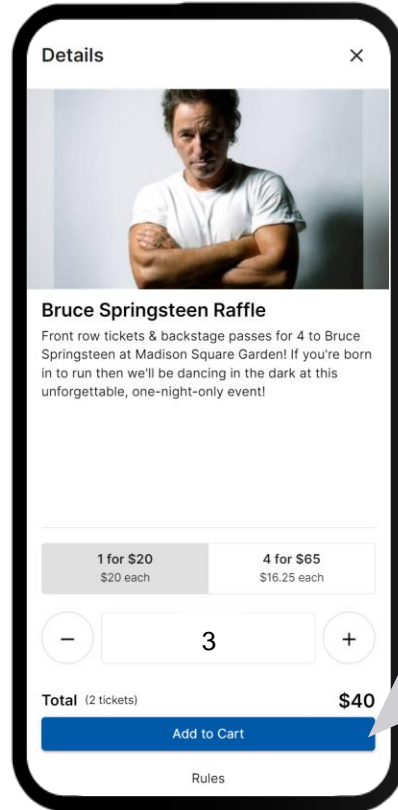 Details ×
Bruce Springsteen Raffle
Front row tickets & backstage passes for 4 to Bruce
Springsteen at Madison Square Garden! If you're born
in to run then we'll be dancing in the dark at this
unforgettable, one-night-only event!
1 for $20 4 for $65
$20 each $16.25 each
− 3 +
Total (2 tickets) $40
Add to Cart
Rules